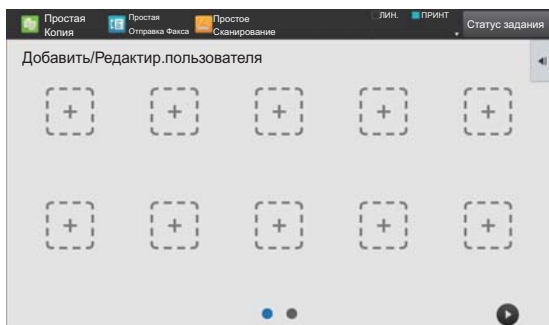 Простая
Копия
Простая
Отправка Факса
Простое
Сканирование
ЛИН.
ПРИНТ
Статус задания
Добавить/Редактир.пользователя